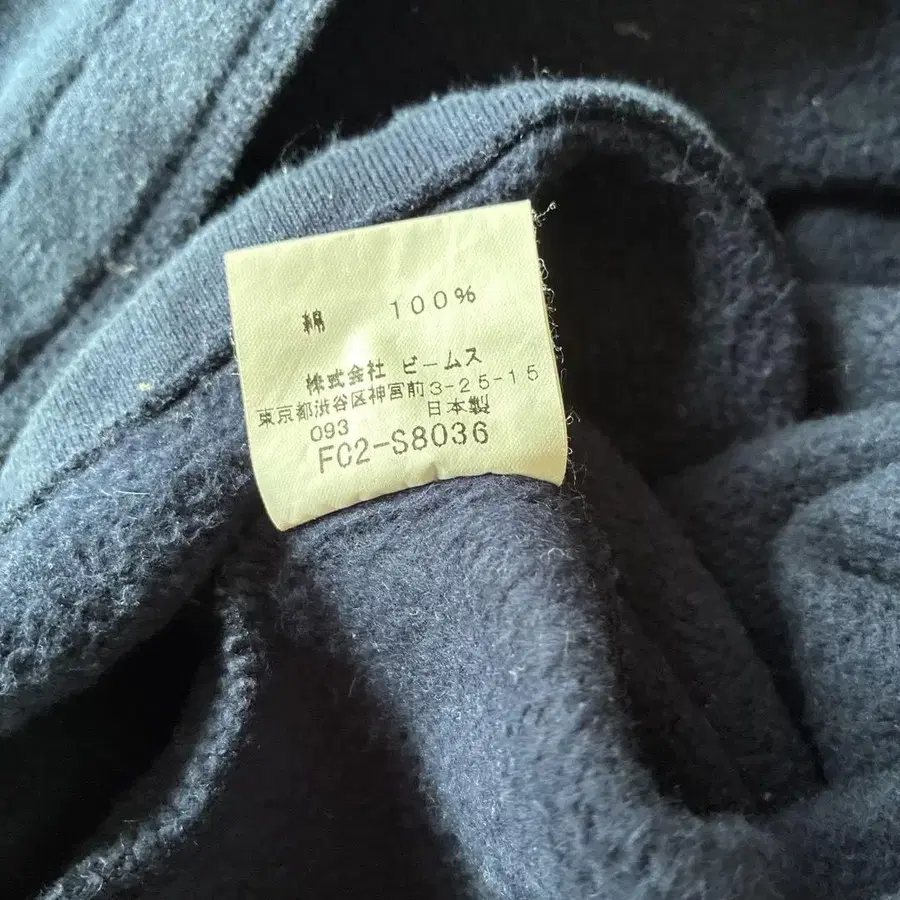 綿 100%
株式会社 ビームス
東京都渋谷区神宮前3-25-15
日本製
093
FC2-S8036